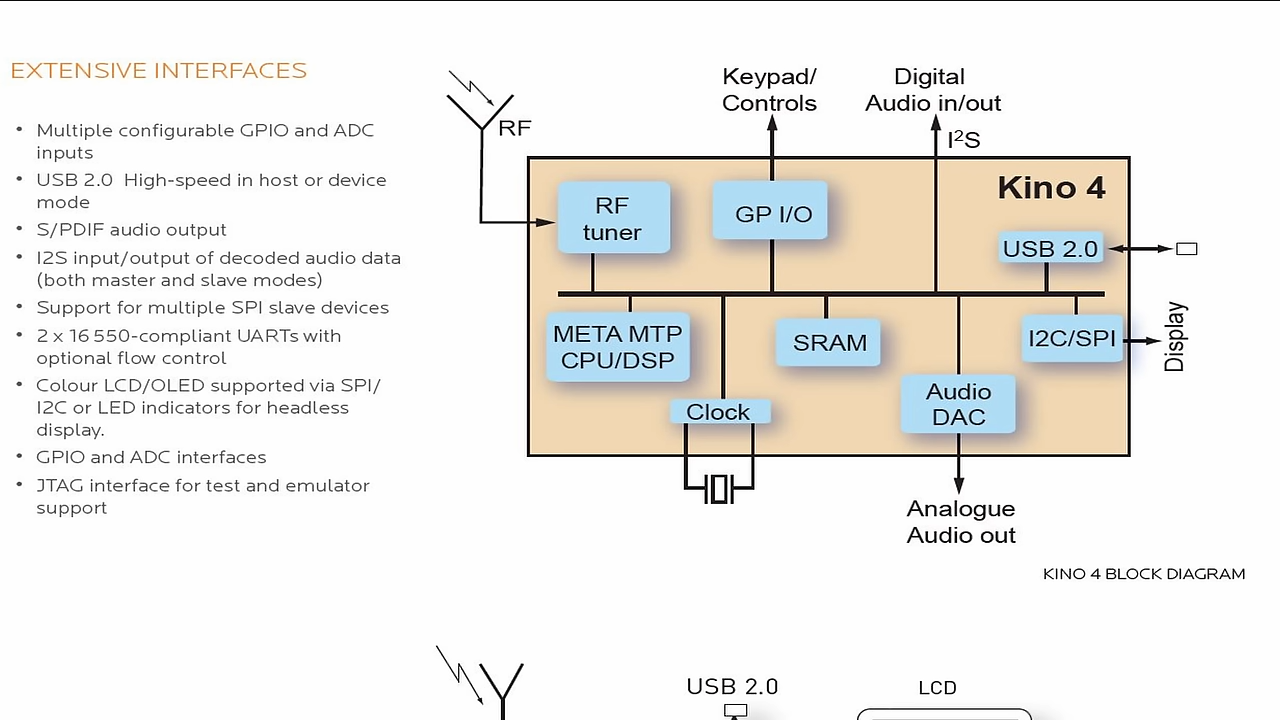 EXTENSIVE INTERFACES
• Multiple configurable GPIO and ADC
inputs
• USB 2.0 High-speed in host or device
mode
• S/PDIF audio output
• I2S input/output of decoded audio data
(both master and slave modes)
• Support for multiple SPI slave devices
• 2 x 16 550-compliant UARTs with
optional flow control
• Colour LCD/OLED supported via SPI/
I2C or LED indicators for headless
display.
• GPIO and ADC interfaces
• JTAG interface for test and emulator
support
RF
Keypad/
Controls
Digital
Audio in/out
I²S
Kino 4
RF
tuner
GP I/O
USB 2.0
META MTP
CPU/DSP
SRAM
I2C/SPI
Display
Clock
Audio
DAC
Analogue
Audio out
KINO 4 BLOCK DIAGRAM
USB 2.0
LCD